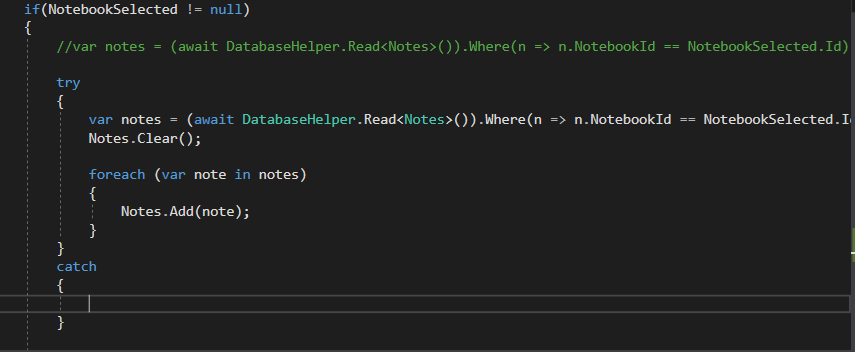 if(NotebookSelected != null)
{
//var notes = (await DatabaseHelper.Read<Notes>()).Where(n => n.NotebookId == NotebookSelected.Id)
try
{
var notes = (await DatabaseHelper.Read<Notes>()).Where(n => n.NotebookId == NotebookSelected.I
Notes.Clear();
foreach (var note in notes)
{
Notes.Add(note);
}
}
catch
{
}